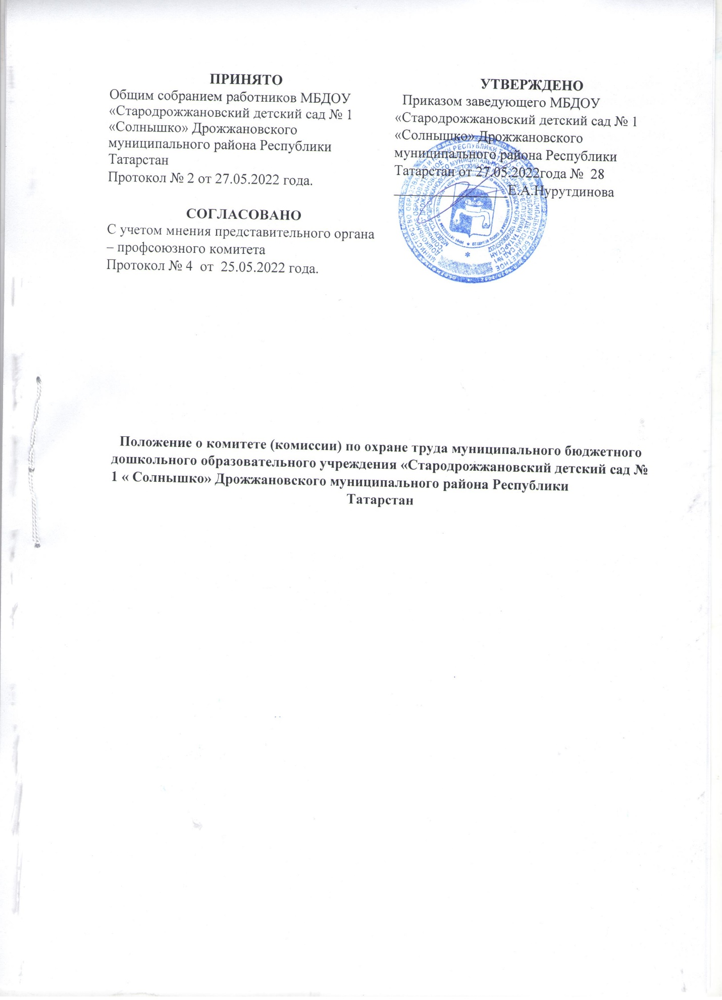 ПРИНЯТО
Общим собранием работников МБДОУ
«Стародрожжановский детский сад № 1
«Солнышко» Дрожжановского
муниципального района Республики
Татарстан
Протокол № 2 от 27.05.2022 года.
СОГЛАСОВАНО
С учетом мнения представительного органа
– профсоюзного комитета
Протокол № 4 от 25.05.2022 года.
УТВЕРЖДЕНО
Приказом заведующего МБДОУ
«Стародрожжановский детский сад № 1
«Солнышко» Дрожжановского
муниципального района Республики
Татарстан от 27.05.2022года № 28
________________Е.А.Нурутдинова
Положение о комитете (комиссии) по охране труда муниципального бюджетного
дошкольного образовательного учреждения «Стародрожжановский детский сад №
1 « Солнышко» Дрожжановского муниципального района Республики
Татарстан